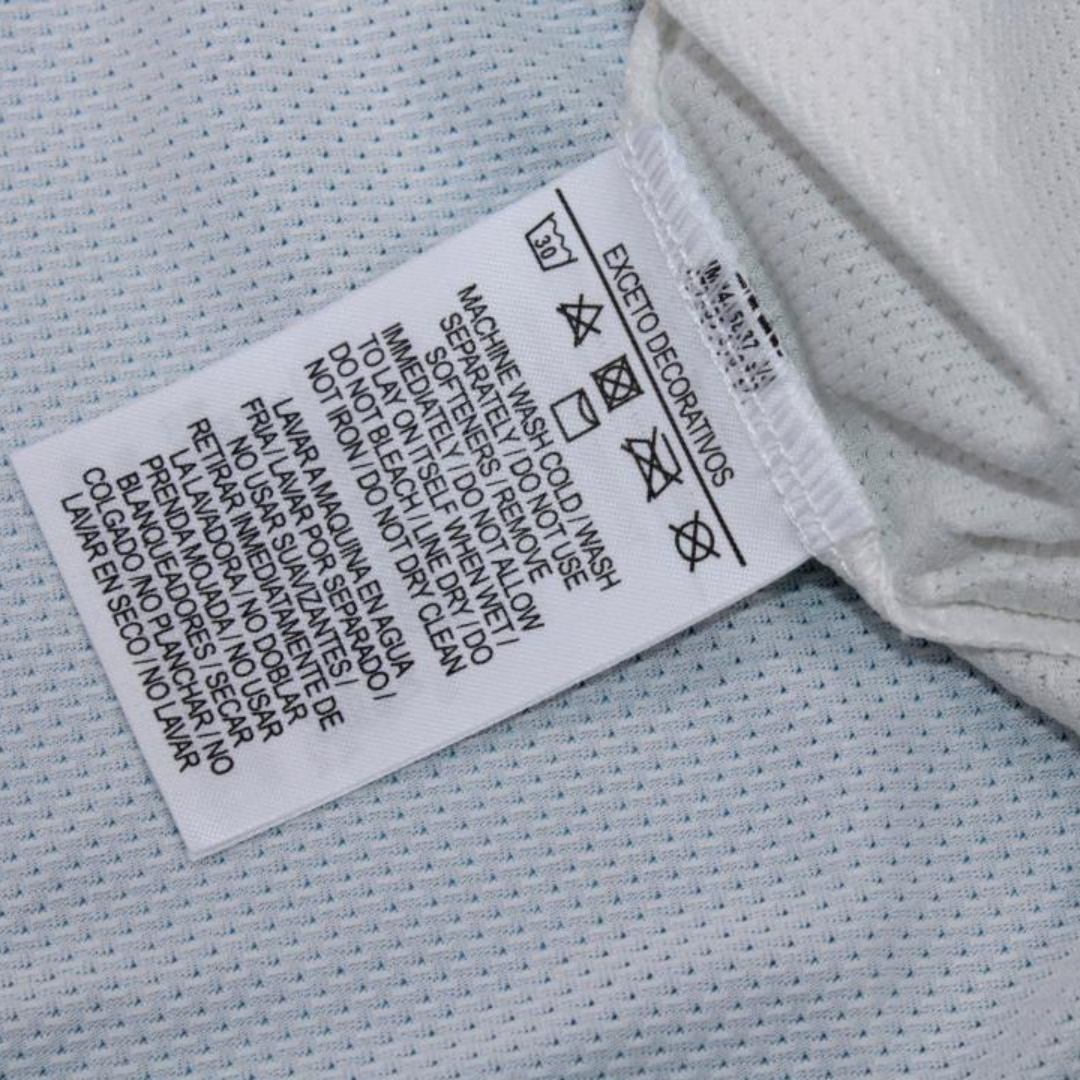 EXCETO DECORATIVOS
30
MACHINE WASH COLD / WASH
SEPARATELY / DO NOT USE
SOFTENERS / REMOVE
IMMEDIATELY / DO NOT ALLOW
TO LAY ON ITSELF WHEN WET /
DO NOT BLEACH / LINE DRY / DO
NOT IRON / DO NOT DRY CLEAN
LAVAR A MAQUINA EN AGUA
FRIA / LAVAR POR SEPARADO /
NO USAR SUAVIZANTES /
RETIRAR INMEDIATAMENTE DE
LA LAVADORA / NO DOBLAR
PRENDA MOJADA / NO USAR
BLANQUEADORES / SECAR
COLGADO / NO PLANCHAR / NO
LAVAR EN SECO / NO LAVAR